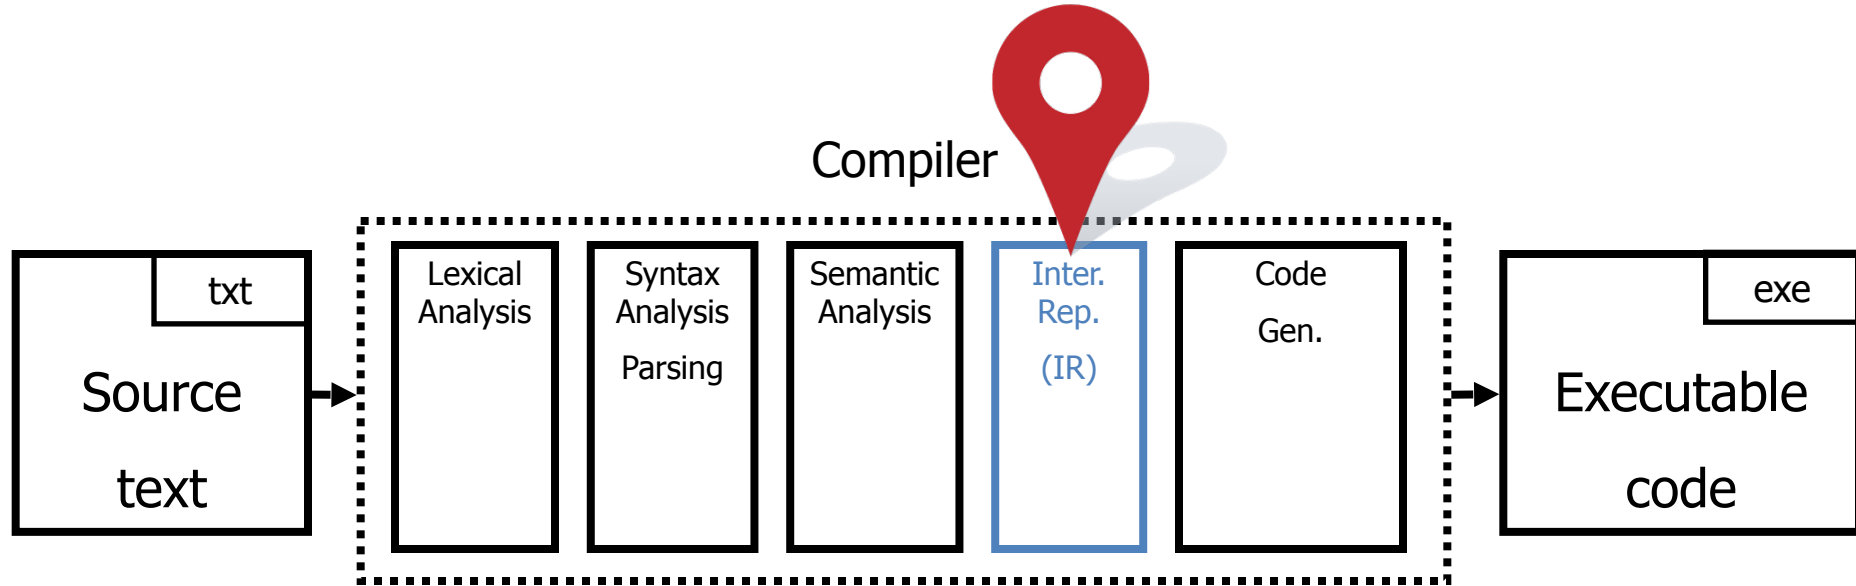 Compiler
txt
Source
text
Lexical
Analysis
Syntax
Analysis
Parsing
Semantic
Analysis
Inter.
Rep.
(IR)
Code
Gen.
exe
Executable
code